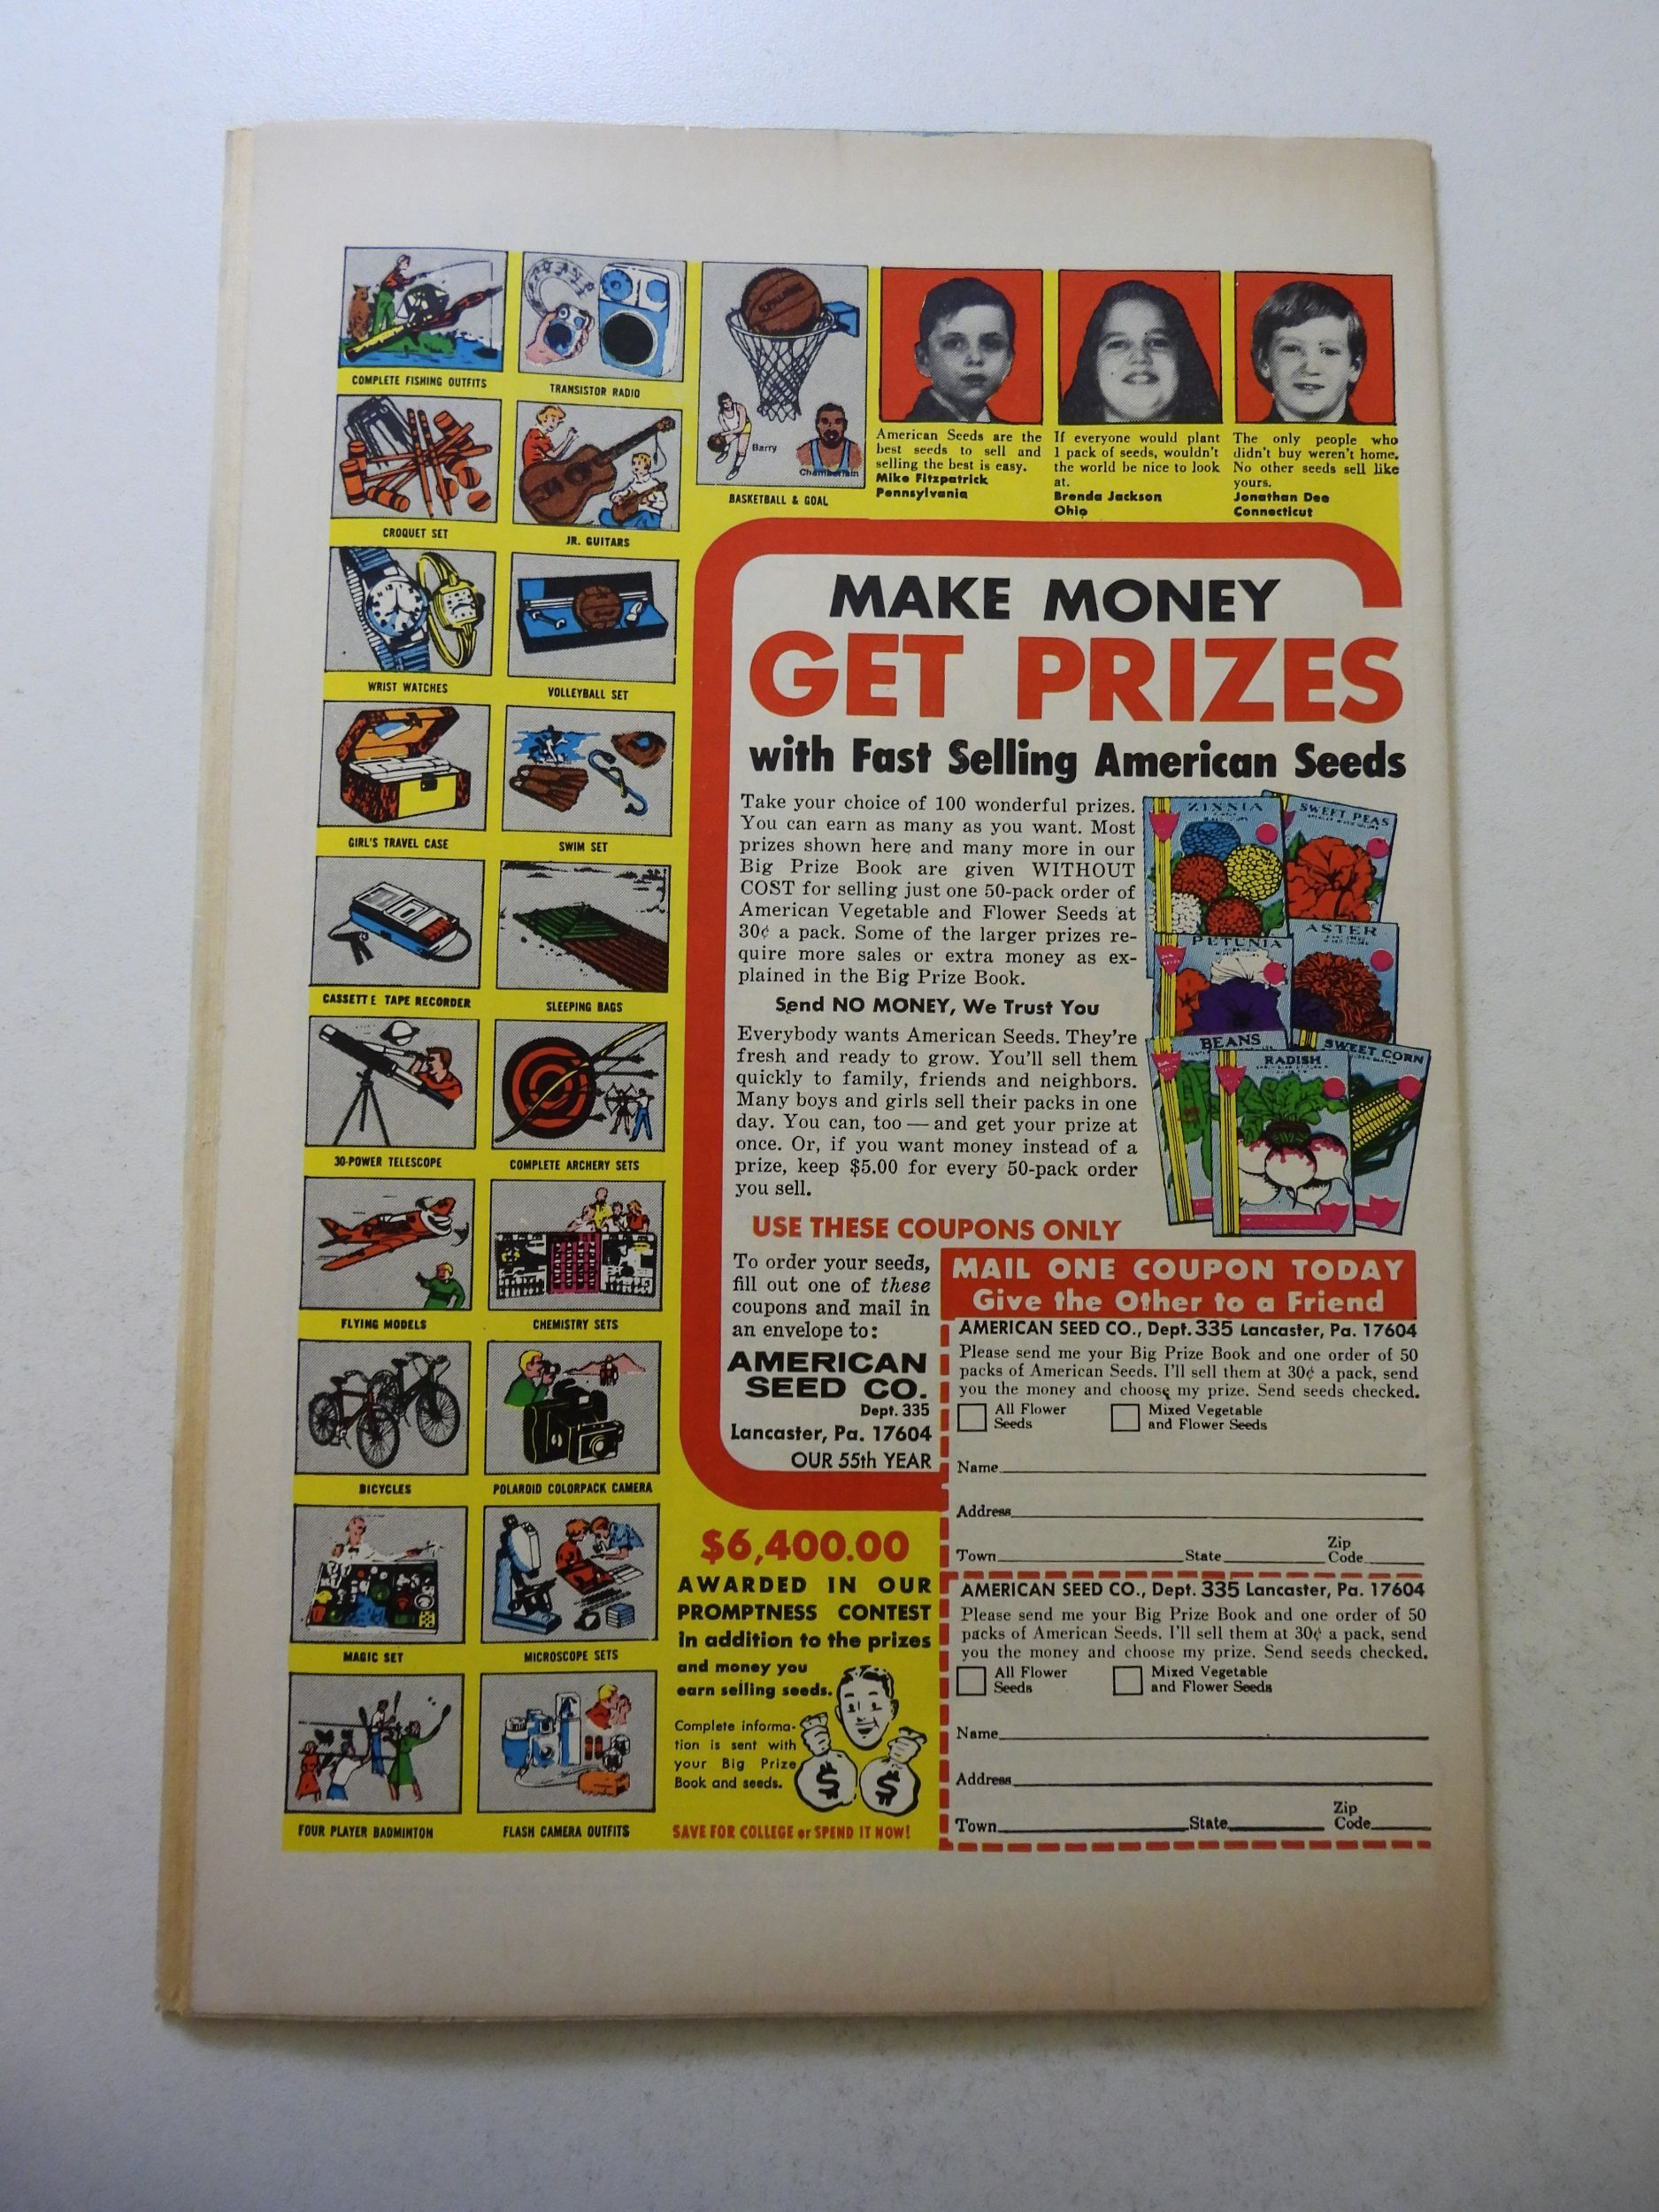 COMPLETE FISHING OUTFITS
TRANSISTOR RADIO
CROQUET SET
JR. GUITARS
WRIST WATCHES
VOLLEYBALL SET
GIRL'S TRAVEL CASE
SWIM SET
CASSETTE TAPE RECORDER
SLEEPING BAGS
30-POWER TELESCOPE
COMPLETE ARCHERY SETS
FLYING MODELS
CHEMISTRY SETS
BICYCLES
POLAROID COLORPACK CAMERA
MAGIC SET
MICROSCOPE SETS
FOUR PLAYER BADMINTON
FLASH CAMERA OUTFITS
SPALDING
Barry
Chamberlain
BASKETBALL & GOAL
American Seeds are the
best seeds to sell and
selling the best is easy.
Mike Fitzpatrick
Pennsylvania
If everyone would plant
1 pack of seeds, wouldn't
the world be nice to look
at.
Brenda Jackson
Ohio
The only people who
didn't buy weren't home.
No other seeds sell like
yours.
Jonathan Dee
Connecticut
MAKE MONEY
GET PRIZES
with Fast Selling American Seeds
Take your choice of 100 wonderful prizes.
You can earn as many as you want. Most
prizes shown here and many more in our
Big Prize Book are given WITHOUT
COST for selling just one 50-pack order of
American Vegetable and Flower Seeds at
30¢ a pack. Some of the larger prizes re-
quire more sales or extra money as ex-
plained in the Big Prize Book.
Send NO MONEY, We Trust You
Everybody wants American Seeds. They're
fresh and ready to grow. You'll sell them
quickly to family, friends and neighbors.
Many boys and girls sell their packs in one
day. You can, too — and get your prize at
once. Or, if you want money instead of a
prize, keep $5.00 for every 50-pack order
you sell.
ZINNIA
SWEET PEAS
PETUNIA
ASTER
BEANS
RADISH
SWEET CORN
USE THESE COUPONS ONLY
To order your seeds,
fill out one of these
coupons and mail in
an envelope to:
AMERICAN
SEED CO.
Dept. 335
Lancaster, Pa. 17604
OUR 55th YEAR
$6,400.00
AWARDED IN OUR
PROMPTNESS CONTEST
in addition to the prizes
and money you
earn selling seeds.
Complete informa-
tion is sent with
your Big Prize
Book and seeds.
$ $
SAVE FOR COLLEGE or SPEND IT NOW!
MAIL ONE COUPON TODAY
Give the Other to a Friend
AMERICAN SEED CO., Dept. 335 Lancaster, Pa. 17604
Please send me your Big Prize Book and one order of 50
packs of American Seeds. I'll sell them at 30¢ a pack, send
you the money and choose my prize. Send seeds checked.
All Flower Seeds
Mixed Vegetable and Flower Seeds
Name
Address
Town State Zip Code
AMERICAN SEED CO., Dept. 335 Lancaster, Pa. 17604
Please send me your Big Prize Book and one order of 50
packs of American Seeds. I'll sell them at 30¢ a pack, send
you the money and choose my prize. Send seeds checked.
All Flower Seeds
Mixed Vegetable and Flower Seeds
Name
Address
Town State Zip Code